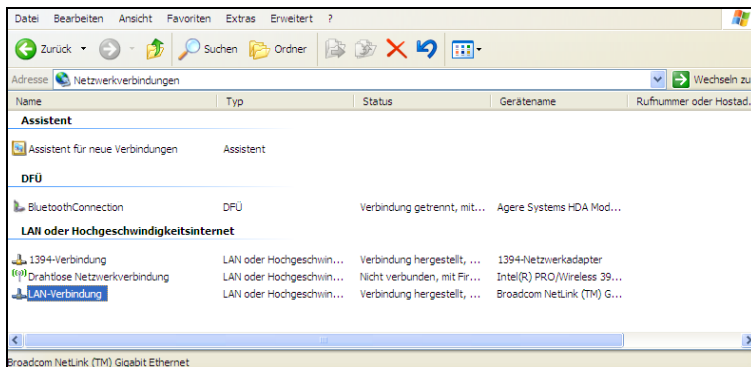 Datei Bearbeiten Ansicht Favoriten Extras Erweitert ?
Zurück Suchen Ordner
Adresse Netzwerkverbindungen Wechseln zu
Name Typ Status Gerätename Rufnummer oder Hostad.
Assistent
Assistent für neue Verbindungen Assistent
DFÜ
BluetoothConnection DFÜ Verbindung getrennt, mit... Agere Systems HDA Mod...
LAN oder Hochgeschwindigkeitsinternet
1394-Verbindung LAN oder Hochgeschwin... Verbindung hergestellt, ... 1394-Netzwerkadapter
Drahtlose Netzwerkverbindung LAN oder Hochgeschwin... Nicht verbunden, mit Fir... Intel(R) PRO/Wireless 39...
LAN-Verbindung LAN oder Hochgeschwin... Verbindung hergestellt, ... Broadcom NetLink (TM) G...
Broadcom NetLink (TM) Gigabit Ethernet